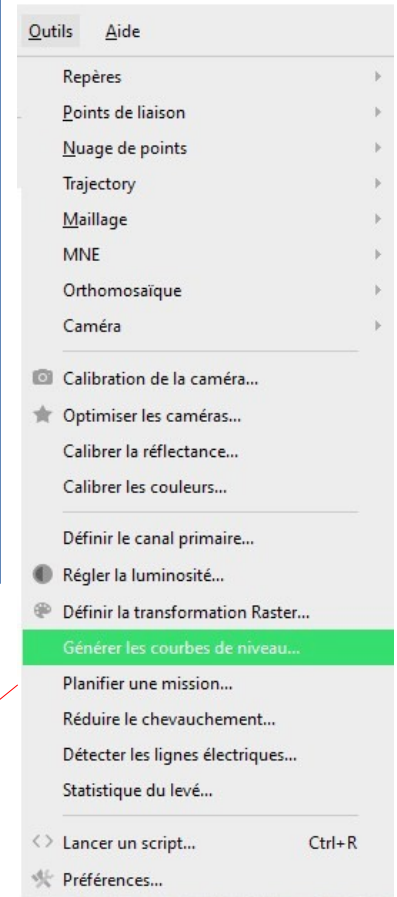 Outils Aide
Repères
Points de liaison
Nuage de points
Trajectory
Maillage
MNE
Orthomosaïque
Caméra
Calibration de la caméra...
Optimiser les caméras...
Calibrer la réflectance...
Calibrer les couleurs...
Définir le canal primaire...
Régler la luminosité...
Définir la transformation Raster...
Générer les courbes de niveau...
Planifier une mission...
Réduire le chevauchement...
Détecter les lignes électriques...
Statistique du levé...
Lancer un script... Ctrl+R
Préférences...